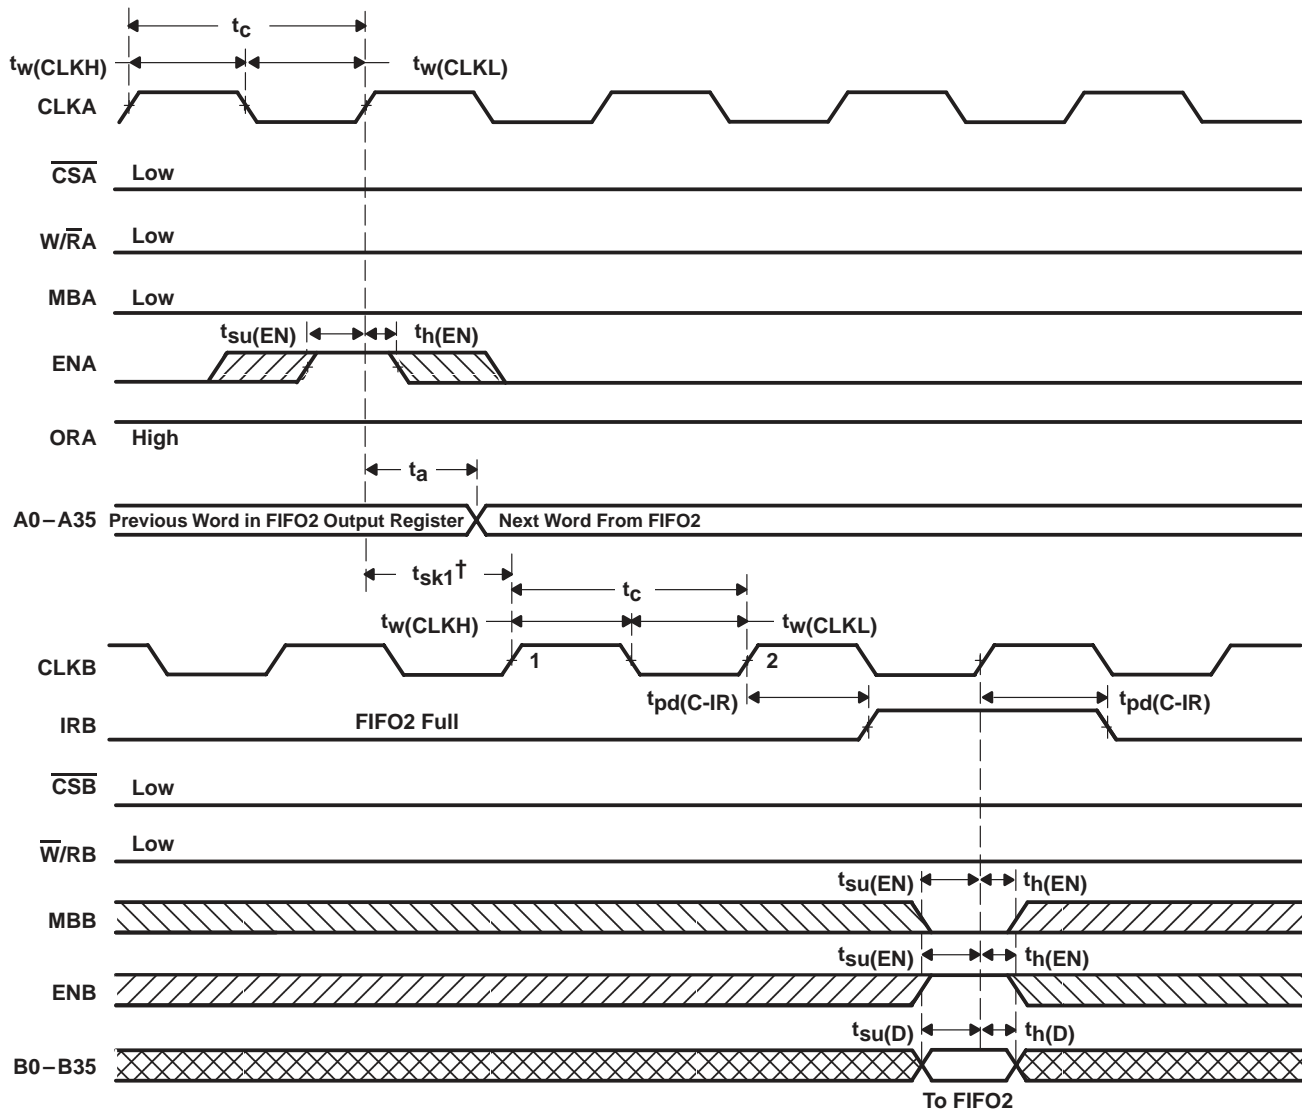 tc
tw(CLKH) tw(CLKL)
CLKA
CSA Low
W/RA Low
MBA Low
tsu(EN) th(EN)
ENA
ORA High
ta
A0–A35 Previous Word in FIFO2 Output Register Next Word From FIFO2
tsk1†
tc
tw(CLKH) tw(CLKL)
CLKB 1 2
tpd(C-IR) tpd(C-IR)
IRB FIFO2 Full
CSB Low
W/RB Low
tsu(EN) th(EN)
MBB
tsu(EN) th(EN)
ENB
tsu(D) th(D)
B0–B35
To FIFO2